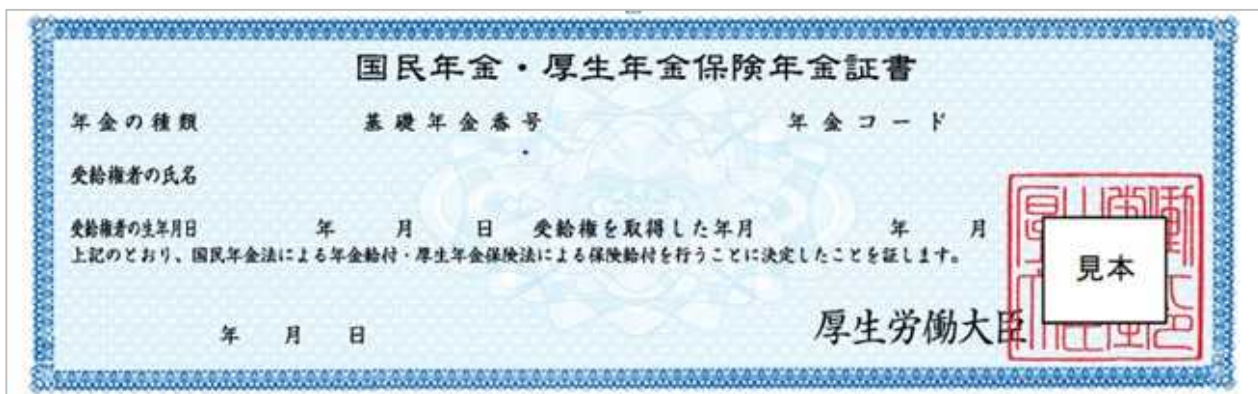 国民年金・厚生年金保険年金証書
年金の種類 基礎年金番号 年金コード
受給権者の氏名
受給権者の生年月日 年 月 日 受給権を取得した年月 年 月
上記のとおり、国民年金法による年金給付・厚生年金保険法による保険給付を行うことに決定したことを証します。
見本
年 月 日 厚生労働大臣